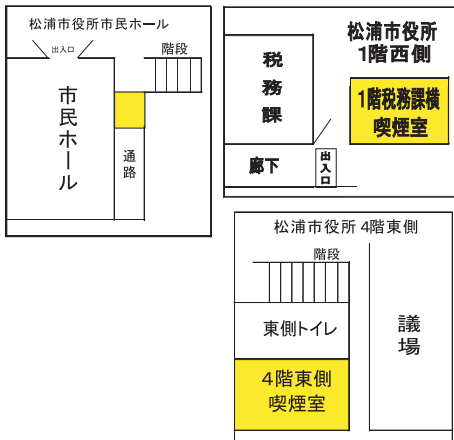 松浦市役所市民ホール
出入口
階段
市民ホール
通路
松浦市役所
1階西側
税務課
1階税務課横
喫煙室
廊下
出入口
松浦市役所 4階東側
階段
東側トイレ
議場
4階東側
喫煙室